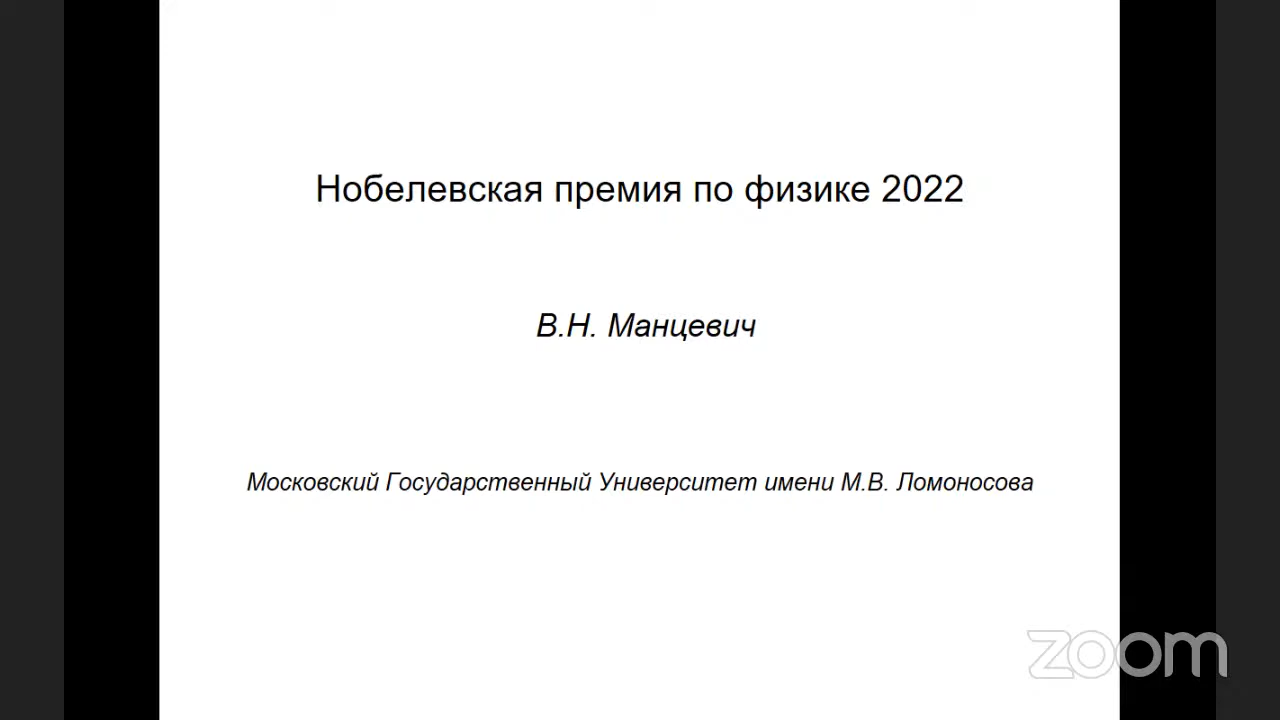 Нобелевская премия по физике 2022
В.Н. Манцевич
Московский Государственный Университет имени М.В. Ломоносова
zoom